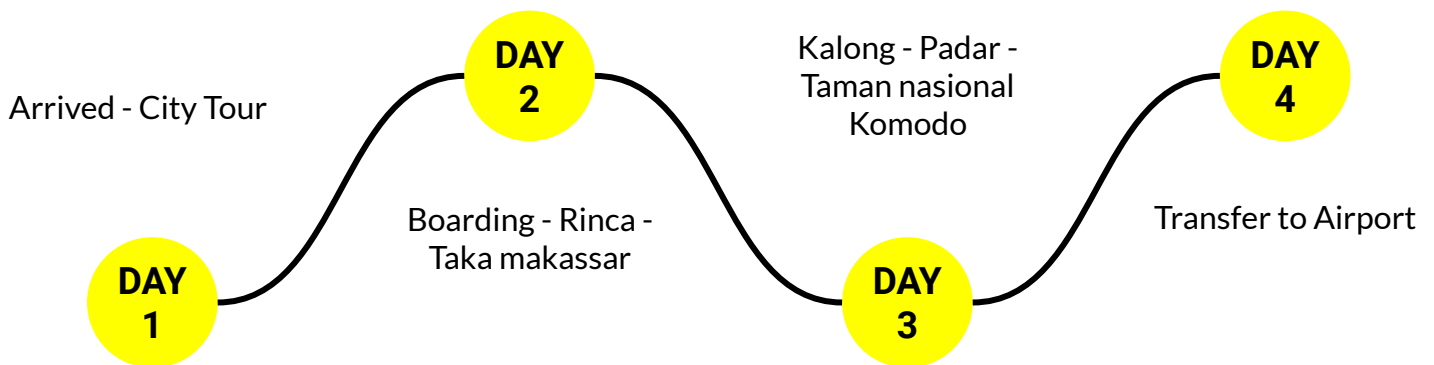 Arrived - City Tour
DAY
1
DAY
2
Boarding - Rinca -
Taka makassar
Kalong - Padar -
Taman nasional
Komodo
DAY
3
DAY
4
Transfer to Airport